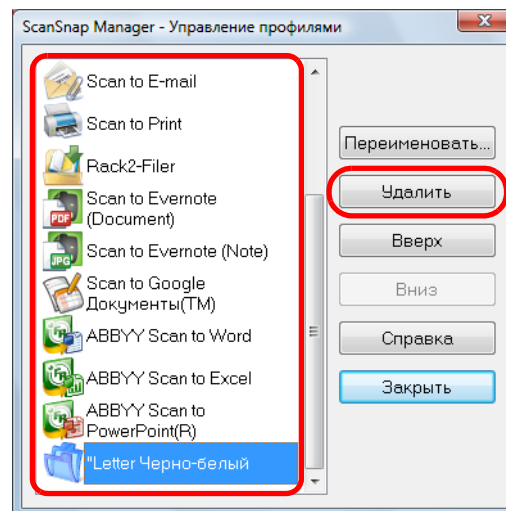 ScanSnap Manager - Управление профилями
Scan to E-mail
Scan to Print
Rack2-Filer
Scan to Evernote
(Document)
PDF
Scan to Evernote (Note)
JPG
Scan to Google
Документы(TM)
ABBYY Scan to Word
ABBYY Scan to Excel
ABBYY Scan to
PowerPoint(R)
"Letter Черно-белый
Переименовать...
Удалить
Вверх
Вниз
Справка
Закрыть